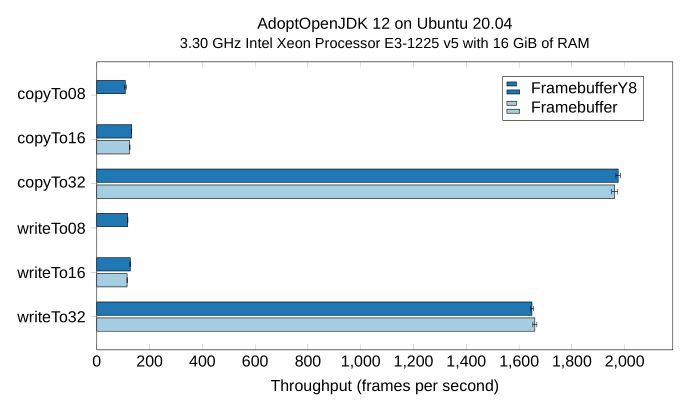 AdoptOpenJDK 12 on Ubuntu 20.04
3.30 GHz Intel Xeon Processor E3-1225 v5 with 16 GiB of RAM
FramebufferY8
Framebuffer
copyTo08
copyTo16
copyTo32
writeTo08
writeTo16
writeTo32
0 200 400 600 800 1,000 1,200 1,400 1,600 1,800 2,000
Throughput (frames per second)